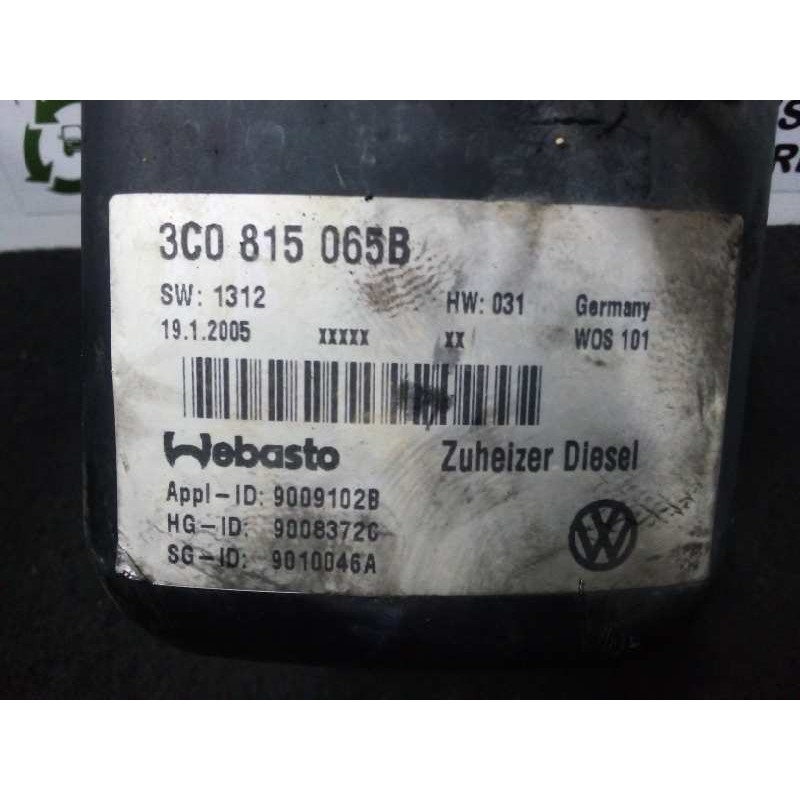 3C0 815 065B
SW: 1312 HW: 031 Germany
19.1.2005 xxxxx xx WOS 101
Webasto Zuheizer Diesel
Appl-ID: 9009102B
HG-ID: 9008372C
SG-ID: 9010046A
VW